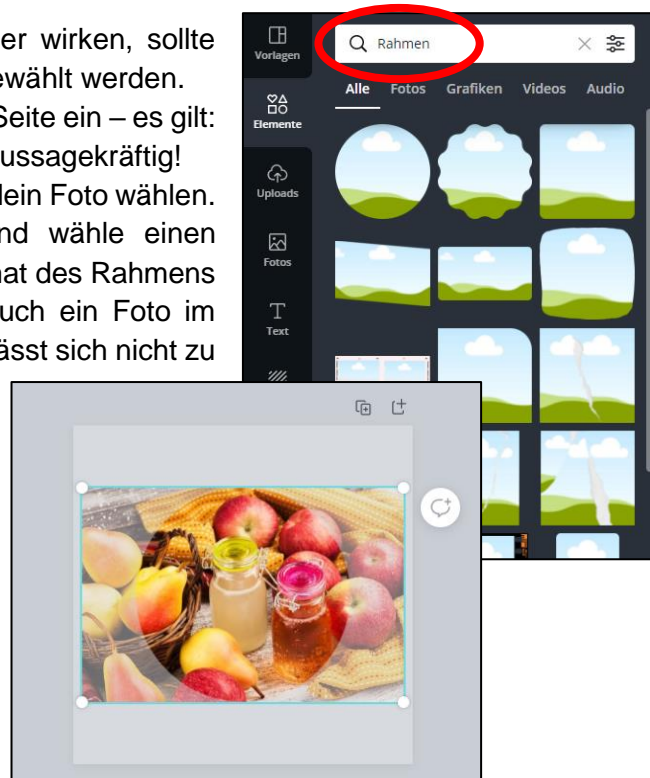 er wirken, sollte
ewählt werden.
Seite ein – es gilt:
ussagekräftig!
lein Foto wählen.
nd wähle einen
nat des Rahmens
uch ein Foto im
ässt sich nicht zu
Vorlagen
Elemente
Uploads
Fotos
Text
Rahmen
Alle Fotos Grafiken Videos Audio